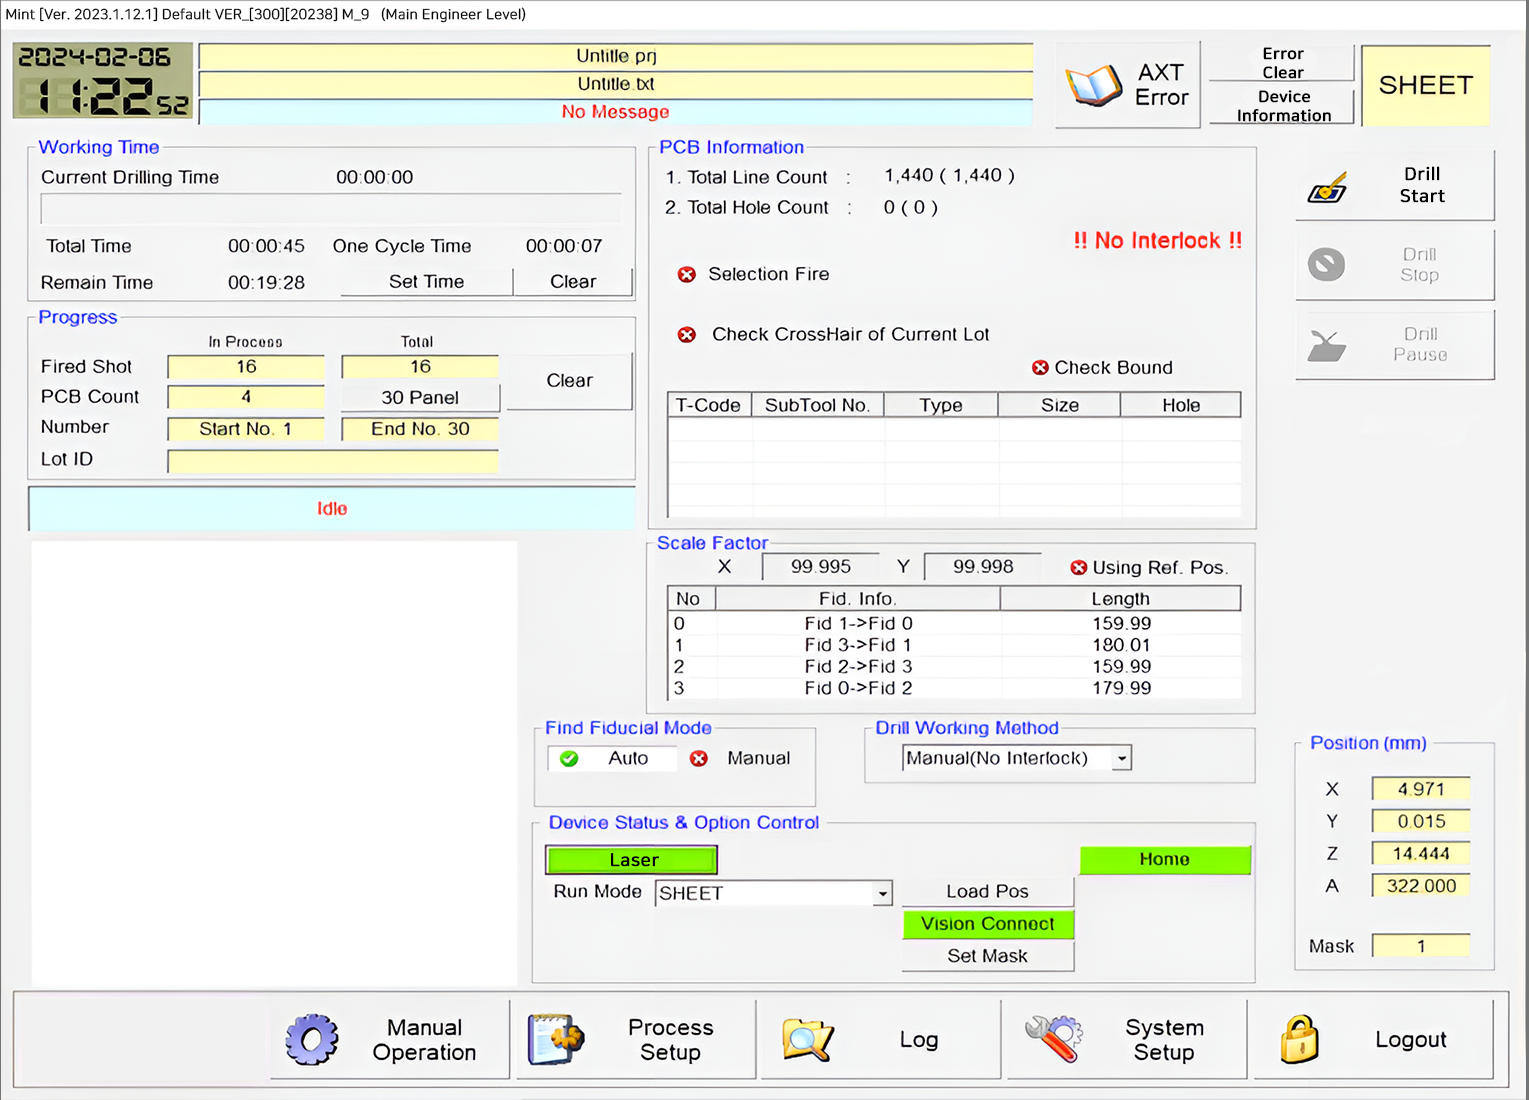 Mint [Ver. 2023.1.12.1] Default VER_[300][20238] M_9 (Main Engineer Level)
2024-02-06
11:22 52
Untitle.prj
Untitle.txt
No Message
AXT
Error
Error
Clear
Device
Information
SHEET
Working Time
Current Drilling Time 00:00:00
Total Time 00:00:45 One Cycle Time 00:00:07
Remain Time 00:19:28 Set Time Clear
Progress
In Process Total
Fired Shot 16 16
Clear
PCB Count 4 30 Panel
Number Start No. 1 End No. 30
Lot ID
Idle
PCB Information
1. Total Line Count : 1,440 ( 1,440 )
2. Total Hole Count : 0 ( 0 )
!! No Interlock !!
Selection Fire
Check CrossHair of Current Lot
Check Bound
T-Code SubTool No. Type Size Hole
Scale Factor
X 99.995 Y 99.998 Using Ref. Pos.
No Fid. Info. Length
0 Fid 1->Fid 0 159.99
1 Fid 3->Fid 1 180.01
2 Fid 2->Fid 3 159.99
3 Fid 0->Fid 2 179.99
Find Fiducial Mode
Auto Manual
Drill Working Method
Manual(No Interlock)
Device Status & Option Control
Laser Home
Run Mode SHEET Load Pos
Vision Connect
Set Mask
Drill
Start
Drill
Stop
Drill
Pause
Position (mm)
X 4.971
Y 0.015
Z 14.444
A 322.000
Mask 1
Manual
Operation
Process
Setup
Log
System
Setup
Logout